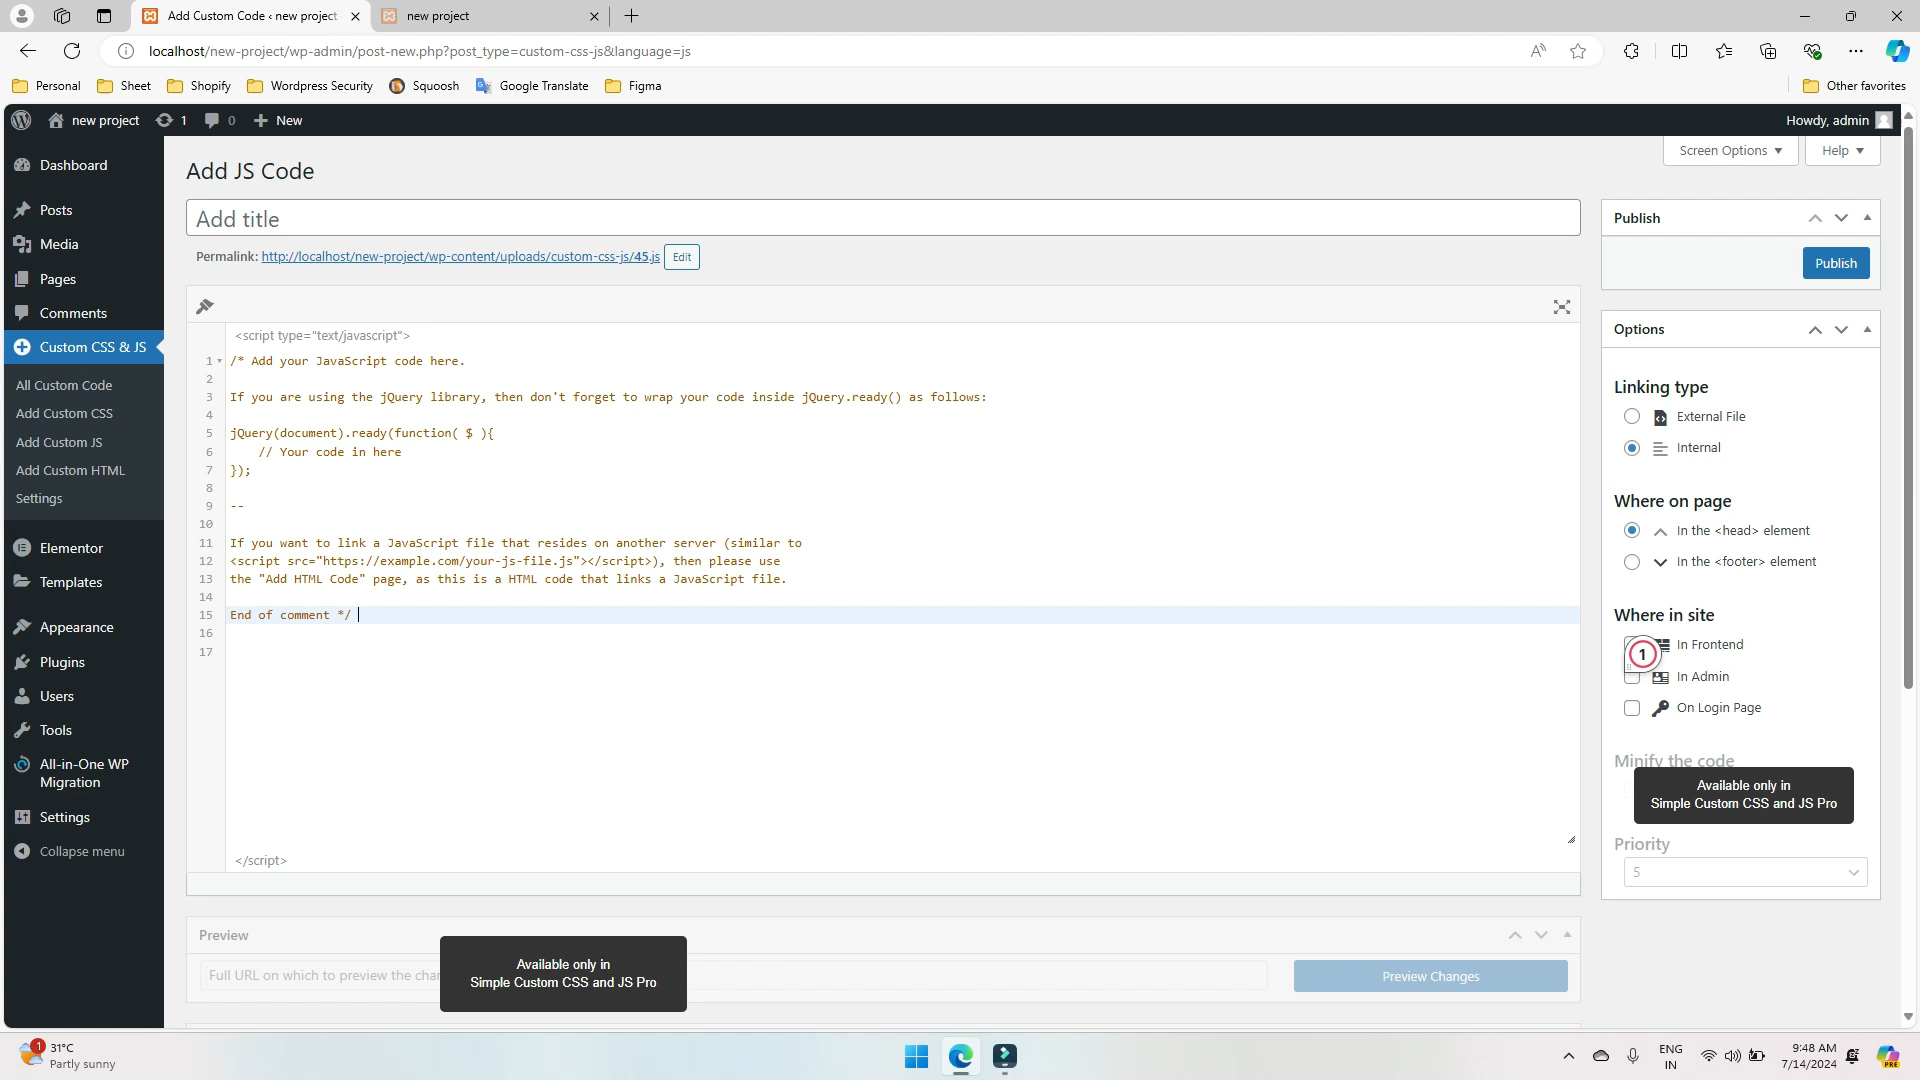 Add Custom Code ‹ new project
new project
localhost/new-project/wp-admin/post-new.php?post_type=custom-css-js&language=js
Personal
Sheet
Shopify
Wordpress Security
Squoosh
Google Translate
Figma
Other favorites
new project
1
0
New
Howdy, admin
Dashboard
Posts
Media
Pages
Comments
Custom CSS & JS
All Custom Code
Add Custom CSS
Add Custom JS
Add Custom HTML
Settings
Elementor
Templates
Appearance
Plugins
Users
Tools
All-in-One WP
Migration
Settings
Collapse menu
Screen Options
Help
Add JS Code
Add title
Permalink: http://localhost/new-project/wp-content/uploads/custom-css-js/45.js Edit
<script type="text/javascript">
1 /* Add your JavaScript code here.
2
3 If you are using the jQuery library, then don't forget to wrap your code inside jQuery.ready() as follows:
4
5 jQuery(document).ready(function( $ ){
6 // Your code in here
7 });
8
9 --
10
11 If you want to link a JavaScript file that resides on another server (similar to
12 <script src="https://example.com/your-js-file.js"></script>), then please use
13 the "Add HTML Code" page, as this is a HTML code that links a JavaScript file.
14
15 End of comment */
16
17
</script>
Preview
Full URL on which to preview the cha
Available only in
Simple Custom CSS and JS Pro
Preview Changes
Publish
Publish
Options
Linking type
External File
Internal
Where on page
In the <head> element
In the <footer> element
Where in site
1
In Frontend
In Admin
On Login Page
Minify the code
Available only in
Simple Custom CSS and JS Pro
Priority
5
1
31°C
Partly sunny
ENG
IN
9:48 AM
7/14/2024
PRE